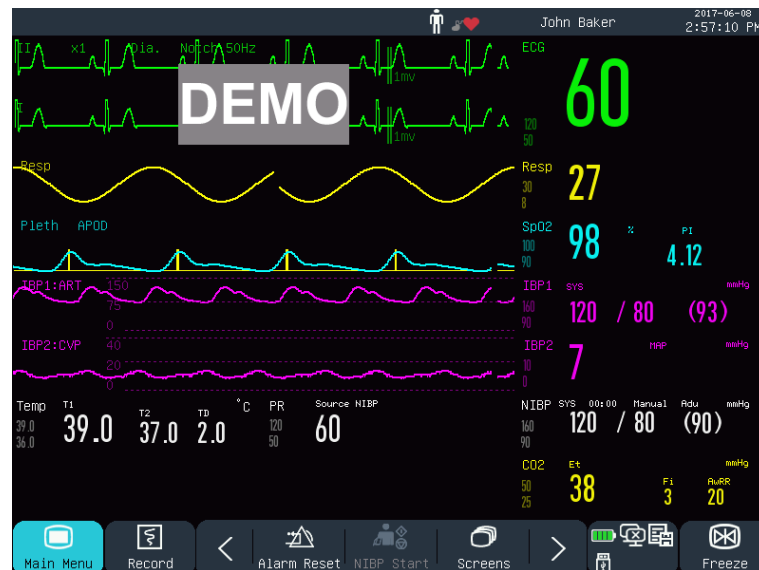 John Baker
2017-06-08
2:57:10 PM
II x1 Dia. Notch 50Hz
1mv
DEMO
I
1mv
ECG
120
50
60
Resp
Resp
30
8
27
Pleth APOD
SpO2
100
90
98
%
PI
4.12
IBP1:ART 150
75
0
IBP1 SYS mmHg
160
90
120 / 80 (93)
IBP2:CVP 40
20
0
IBP2 MAP mmHg
10
0
7
Temp T1 T2 TD °C
39.0
36.0
39.0 37.0 2.0
PR Source NIBP
120
50
60
NIBP SYS 00:00 Manual Adu mmHg
160
90
120 / 80 (90)
CO2 Et mmHg
50
25
38
Fi
3
AwRR
20
Main Menu
Record
Alarm Reset
NIBP Start
Screens
Freeze